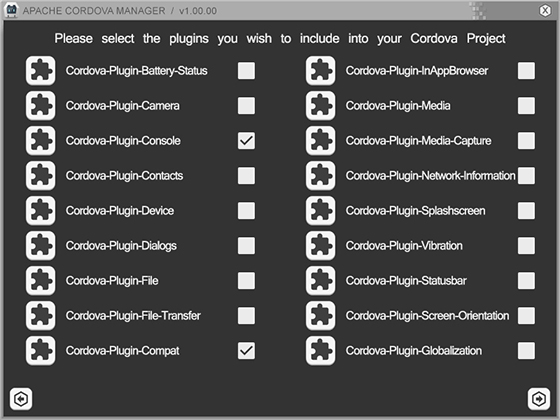 APACHE CORDOVA MANAGER / v1.00.00
Please select the plugins you wish to include into your Cordova Project
Cordova-Plugin-Battery-Status
Cordova-Plugin-Camera
Cordova-Plugin-Console
Cordova-Plugin-Contacts
Cordova-Plugin-Device
Cordova-Plugin-Dialogs
Cordova-Plugin-File
Cordova-Plugin-File-Transfer
Cordova-Plugin-Compat
Cordova-Plugin-InAppBrowser
Cordova-Plugin-Media
Cordova-Plugin-Media-Capture
Cordova-Plugin-Network-Information
Cordova-Plugin-Splashscreen
Cordova-Plugin-Vibration
Cordova-Plugin-Statusbar
Cordova-Plugin-Screen-Orientation
Cordova-Plugin-Globalization